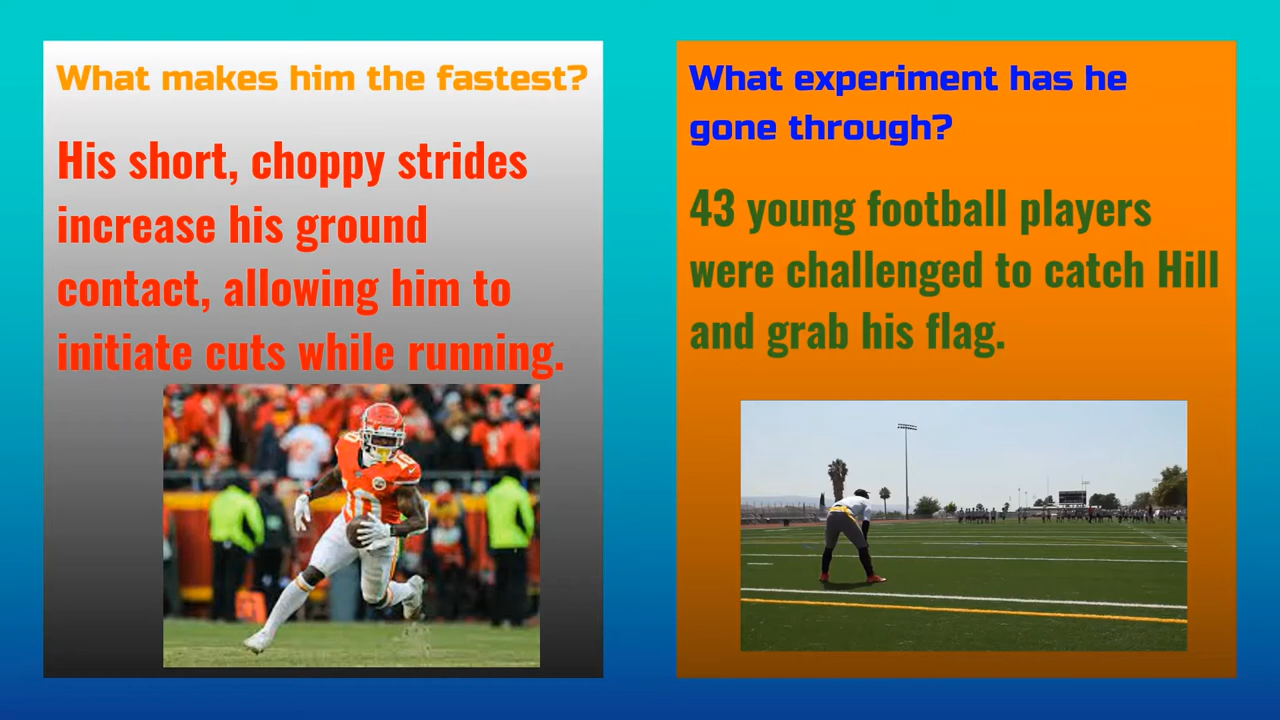 What makes him the fastest?
His short, choppy strides
increase his ground
contact, allowing him to
initiate cuts while running.
What experiment has he
gone through?
43 young football players
were challenged to catch Hill
and grab his flag.
10